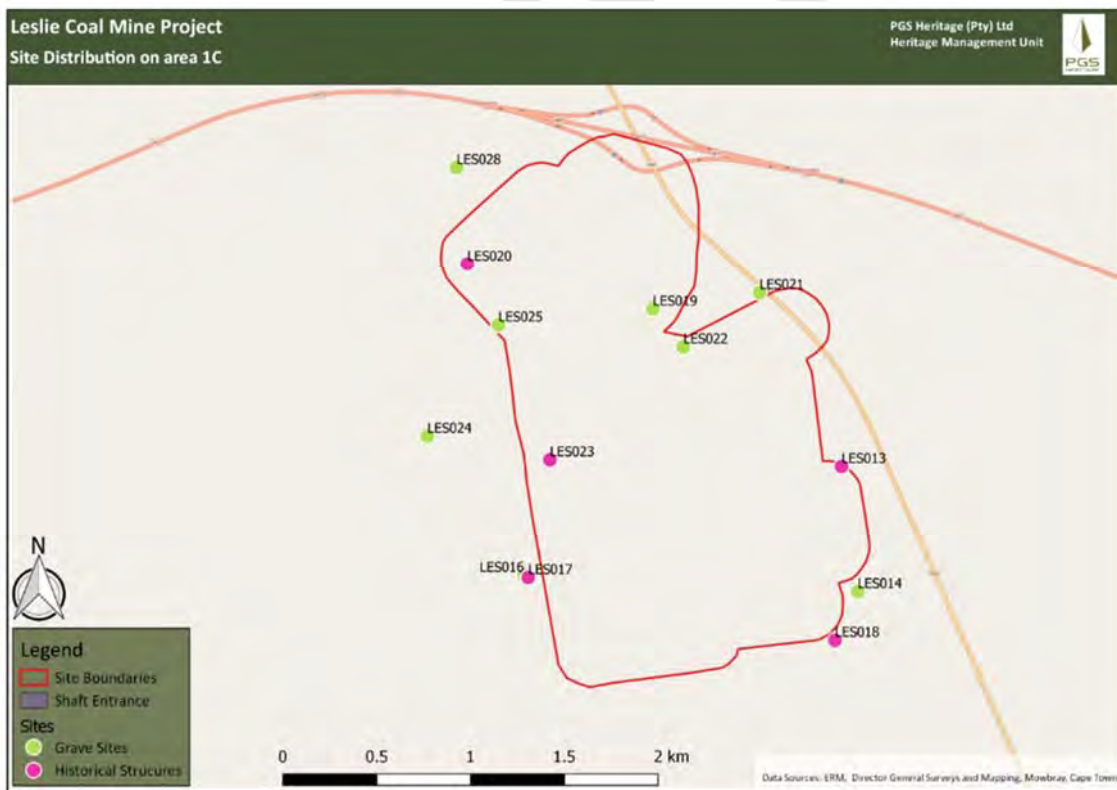 Leslie Coal Mine Project
Site Distribution on area 1C
PGS Heritage (Pty) Ltd
Heritage Management Unit
PGS
LES028
LES020
LES021
LES019
LES025
LES022
LES024
LES023
LES013
LES016 LES017
LES014
LES018
N
Legend
Site Boundaries
Shaft Entrance
Sites
Grave Sites
Historical Strucures
0 0.5 1 1.5 2 km
Data Sources: ERM, Director General Surveys and Mapping, Mowbray, Cape Town